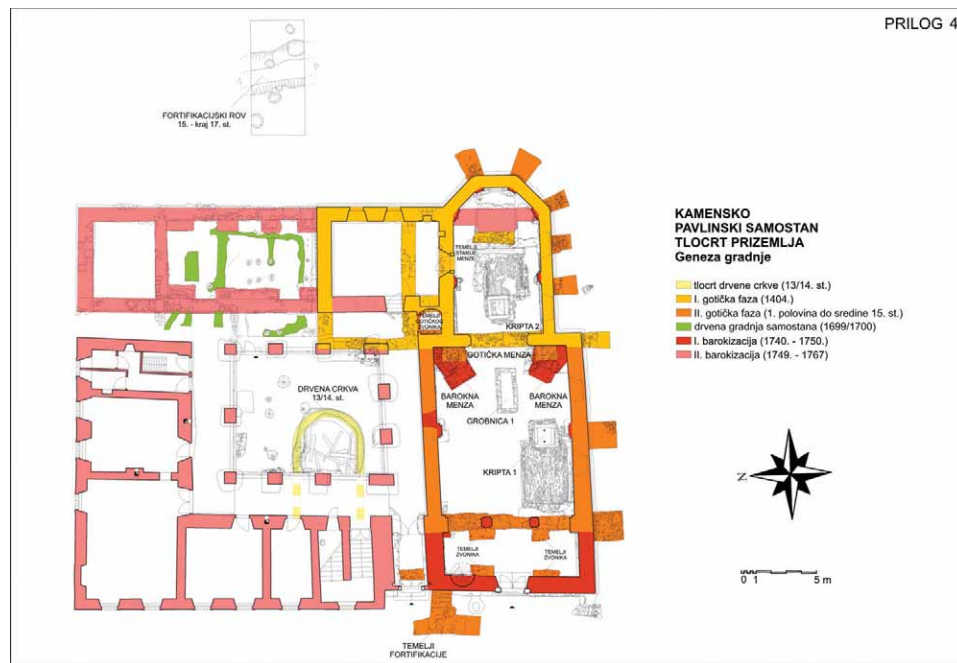 PRILOG 4
FORTIFIKACIJSKI ROV
15. - kraj 17. st.
KAMENSKO
PAVLINSKI SAMOSTAN
TLOCRT PRIZEMLJA
Geneza gradnje
tlocrt drvene crkve (13/14. st.)
I. gotička faza (1404.)
II. gotička faza (1. polovina do sredine 15. st.)
drvena gradnja samostana (1699/1700)
I. barokizacija (1740. - 1750.)
II. barokizacija (1749. - 1767)
TEMELJI
STARIJE
MENZE
TEMELJI
GOTIČKOG
ZVONIKA
KRIPTA 2
GOTIČKA MENZA
BAROKNA
MENZA
BAROKNA
MENZA
GROBNICA 1
KRIPTA 1
DRVENA CRKVA
13/14. st.
TEMELJI
ZVONIKA
TEMELJI
ZVONIKA
TEMELJI
FORTIFIKACIJE
N
0 1 5 m